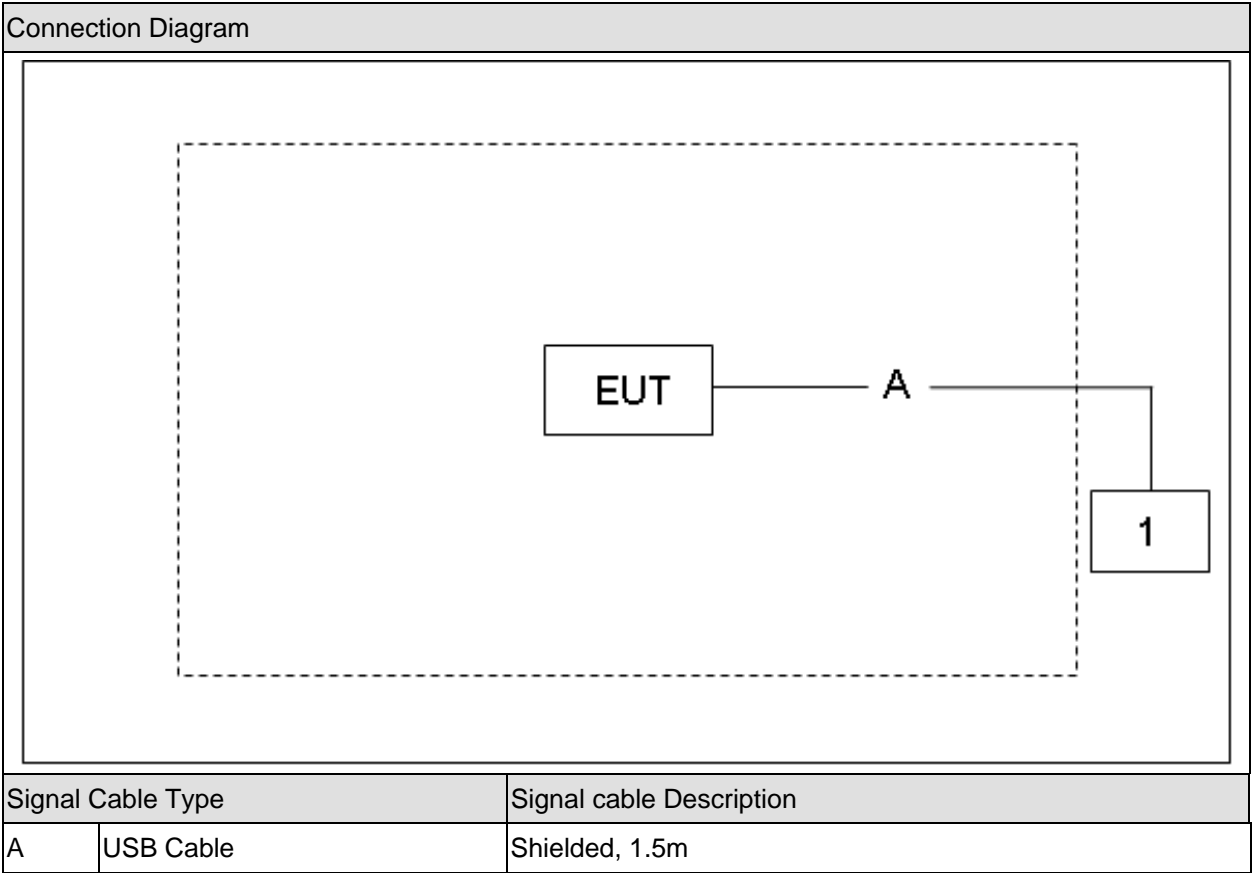 Connection Diagram
EUT
A
1
Signal Cable Type Signal cable Description
A USB Cable Shielded, 1.5m